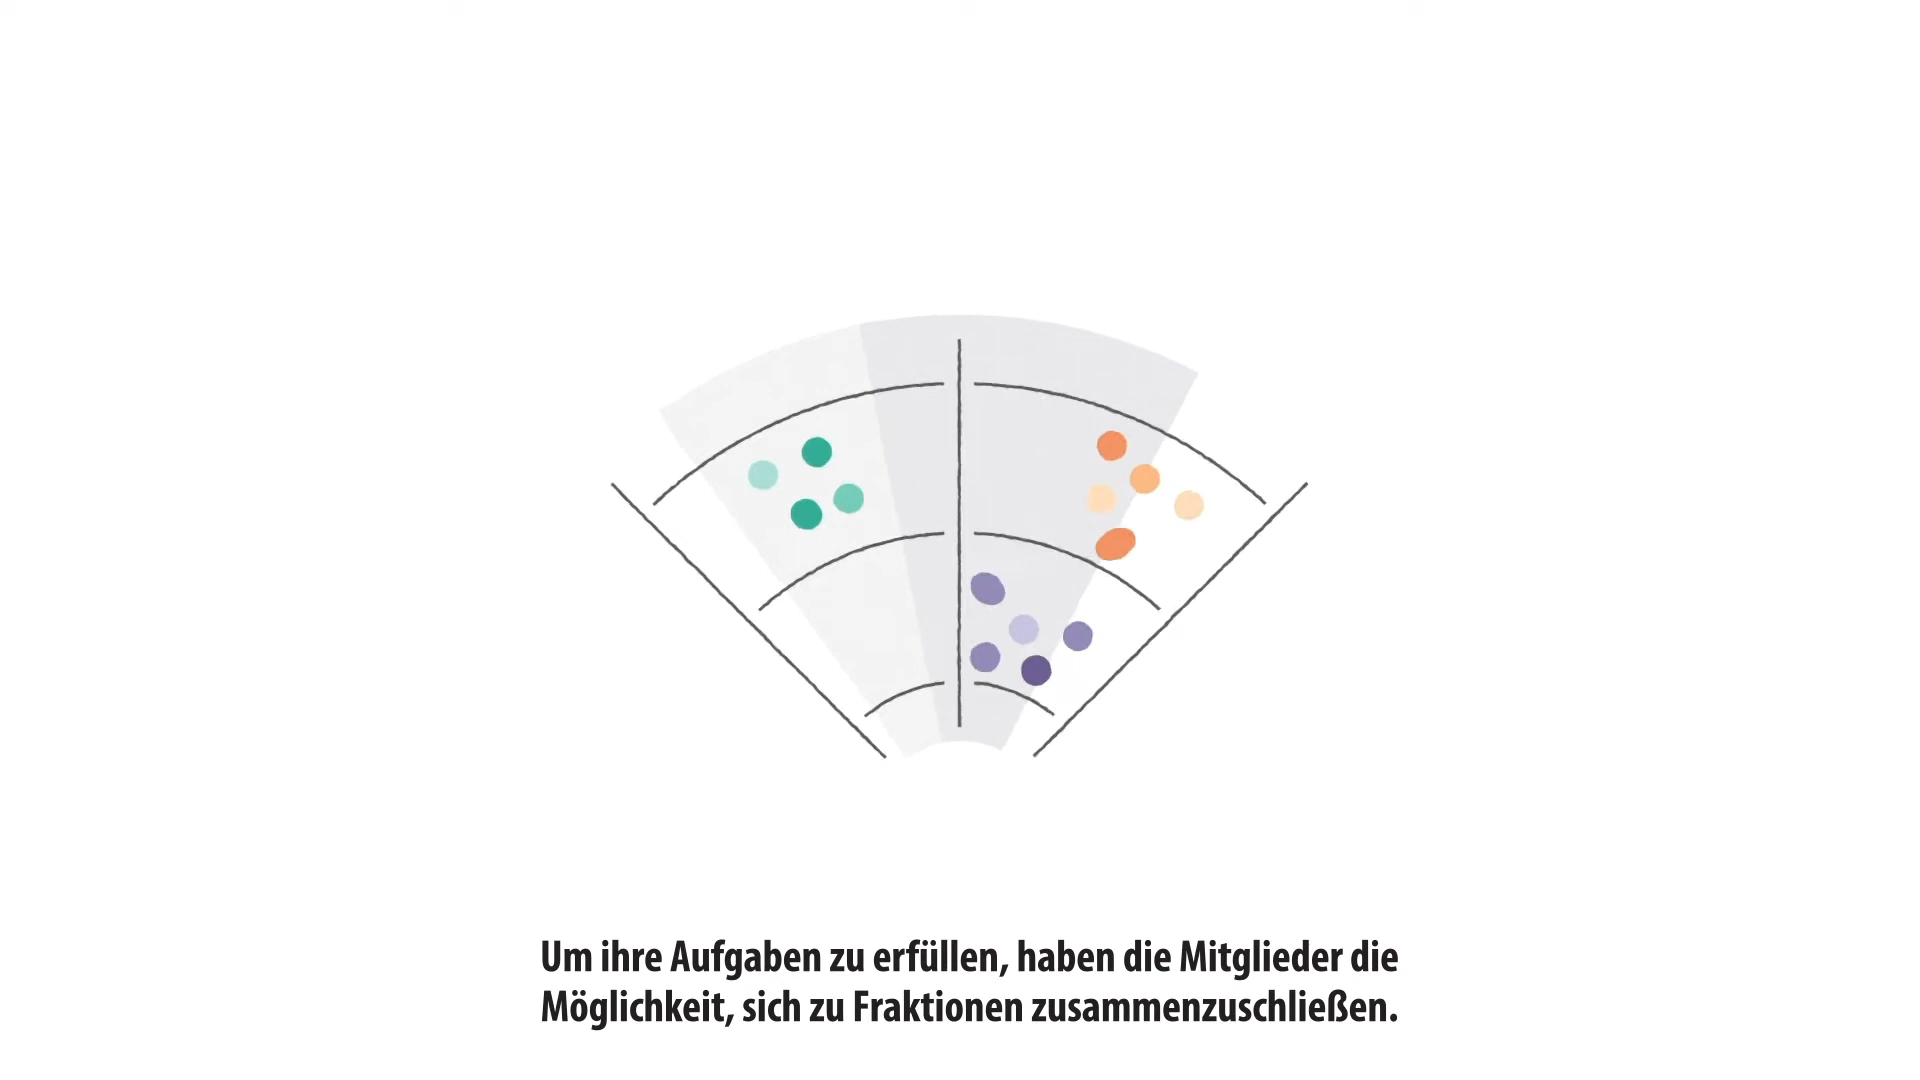 Um ihre Aufgaben zu erfüllen, haben die Mitglieder die
Möglichkeit, sich zu Fraktionen zusammenzuschließen.